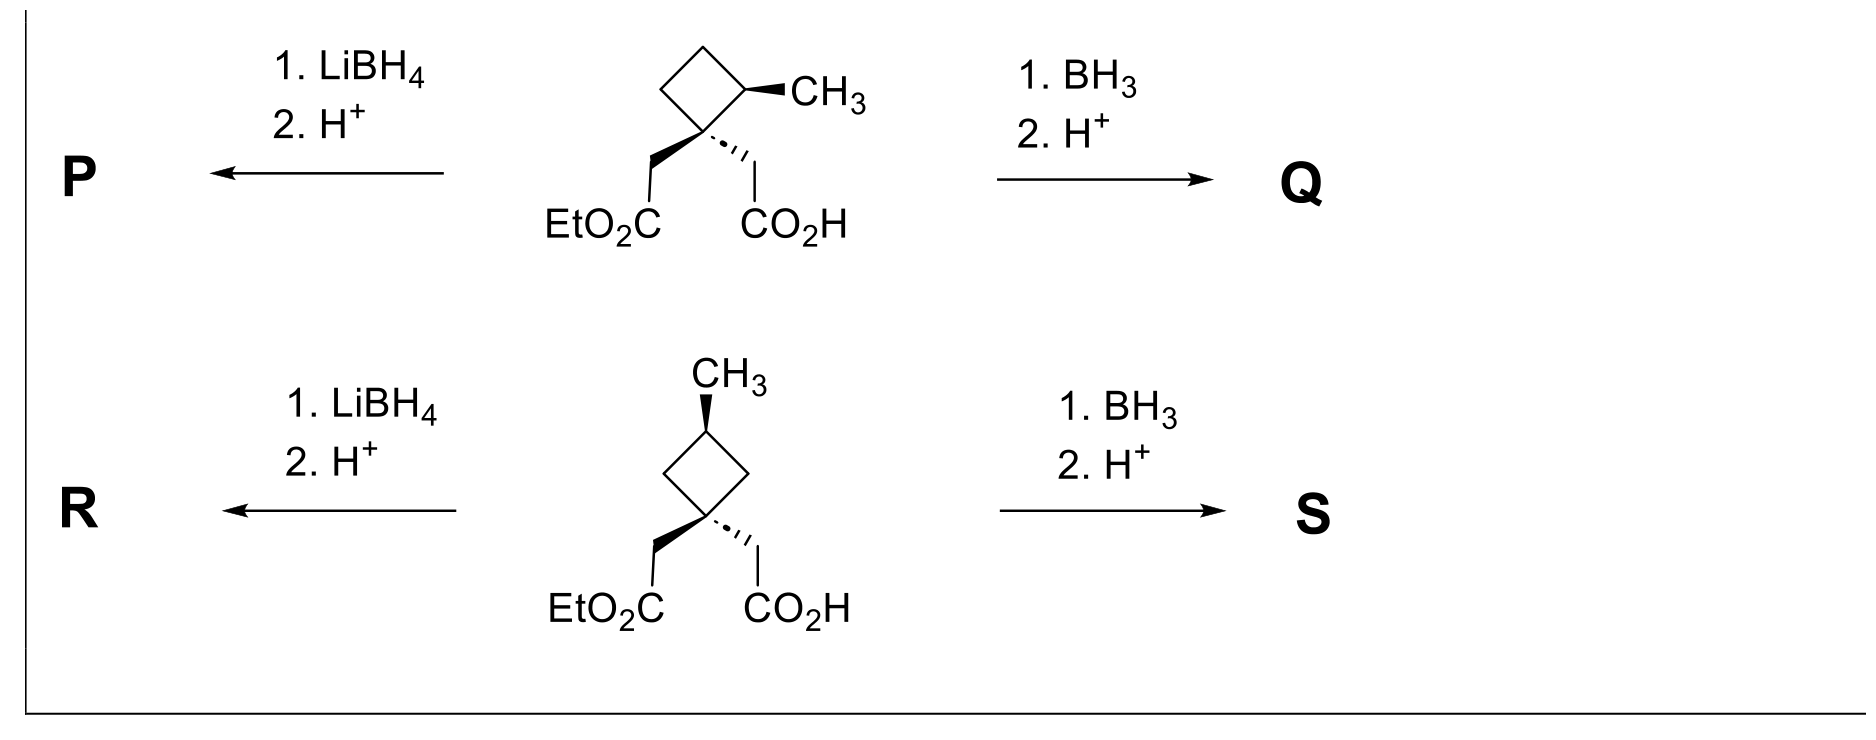 1. LiBH₄
2. H⁺
P
CH₃
EtO₂C
CO₂H
1. BH₃
2. H⁺
Q
1. LiBH₄
2. H⁺
R
CH₃
EtO₂C
CO₂H
1. BH₃
2. H⁺
S